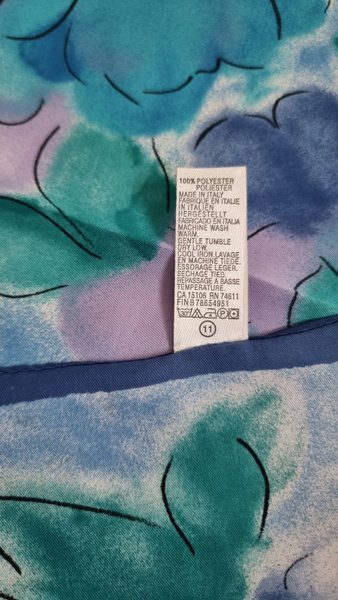 100% POLYESTER
POLIESTER
MADE IN ITALY
FABRIQUE EN ITALIE
IN ITALIEN
HERGESTELLT
FABRICADO EN ITALIA
MACHINE WASH
WARM.
GENTLE TUMBLE
DRY LOW.
COOL IRON.LAVAGE
EN MACHINE TIEDE.
ESSORAGE LEGER.
SECHAGE TIED.
REPASSAGE A BASSE
TEMPERATURE.
CA 15106 RN 74611
FIN B 78654951
11